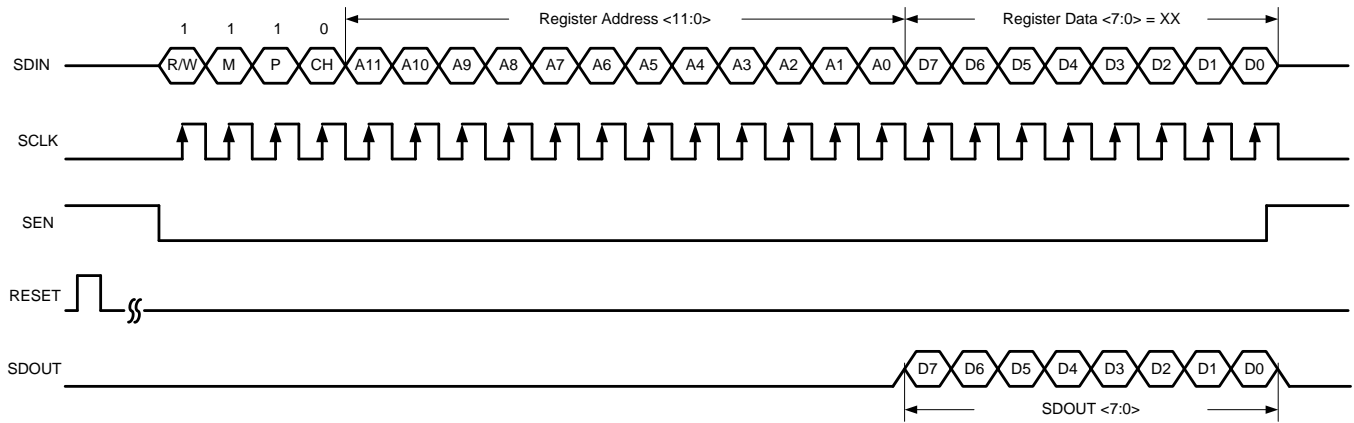 Register Address <11:0> Register Data <7:0> = XX
1 1 1 0
SDIN R/W M P CH A11 A10 A9 A8 A7 A6 A5 A4 A3 A2 A1 A0 D7 D6 D5 D4 D3 D2 D1 D0
SCLK
SEN
RESET
SDOUT D7 D6 D5 D4 D3 D2 D1 D0
SDOUT <7:0>